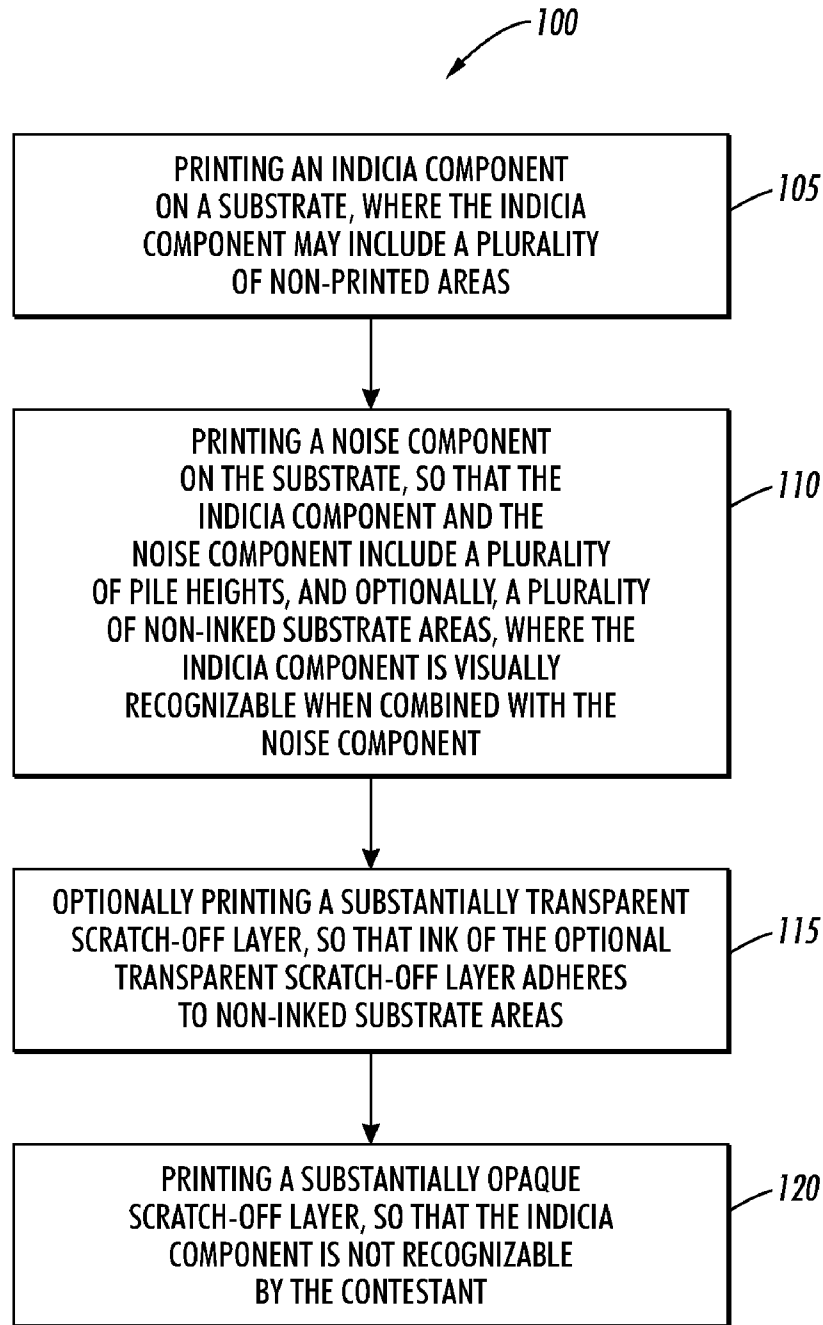 100
PRINTING AN INDICIA COMPONENT
ON A SUBSTRATE, WHERE THE INDICIA
COMPONENT MAY INCLUDE A PLURALITY
OF NON-PRINTED AREAS
105
PRINTING A NOISE COMPONENT
ON THE SUBSTRATE, SO THAT THE
INDICIA COMPONENT AND THE
NOISE COMPONENT INCLUDE A PLURALITY
OF PILE HEIGHTS, AND OPTIONALLY, A PLURALITY
OF NON-INKED SUBSTRATE AREAS, WHERE THE
INDICIA COMPONENT IS VISUALLY
RECOGNIZABLE WHEN COMBINED WITH THE
NOISE COMPONENT
110
OPTIONALLY PRINTING A SUBSTANTIALLY TRANSPARENT
SCRATCH-OFF LAYER, SO THAT INK OF THE OPTIONAL
TRANSPARENT SCRATCH-OFF LAYER ADHERES
TO NON-INKED SUBSTRATE AREAS
115
PRINTING A SUBSTANTIALLY OPAQUE
SCRATCH-OFF LAYER, SO THAT THE INDICIA
COMPONENT IS NOT RECOGNIZABLE
BY THE CONTESTANT
120